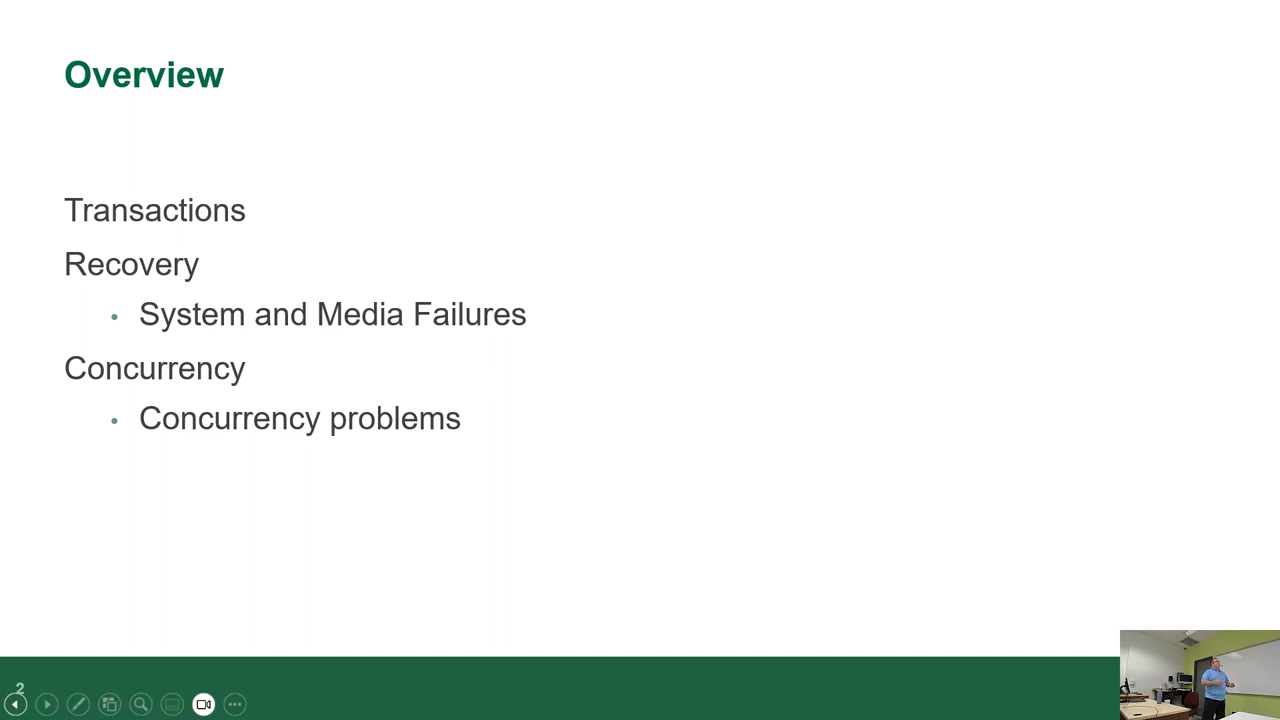 Overview
Transactions
Recovery
• System and Media Failures
Concurrency
• Concurrency problems
2